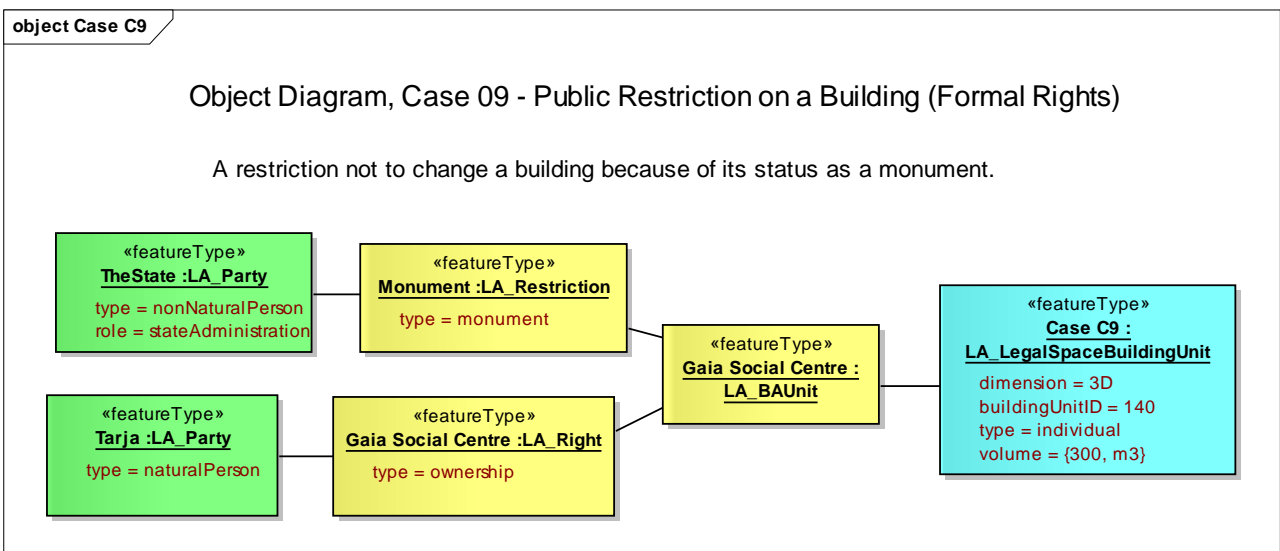 object Case C9
Object Diagram, Case 09 - Public Restriction on a Building (Formal Rights)
A restriction not to change a building because of its status as a monument.
«featureType»
TheState :LA_Party
type = nonNaturalPerson
role = stateAdministration
«featureType»
Monument :LA_Restriction
type = monument
«featureType»
Tarja :LA_Party
type = naturalPerson
«featureType»
Gaia Social Centre :LA_Right
type = ownership
«featureType»
Gaia Social Centre :
LA_BAUnit
«featureType»
Case C9 :
LA_LegalSpaceBuildingUnit
dimension = 3D
buildingUnitID = 140
type = individual
volume = {300, m3}